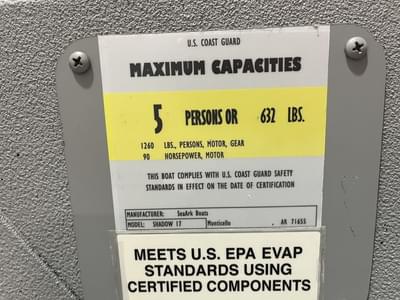 U.S. COAST GUARD
MAXIMUM CAPACITIES
5 PERSONS OR 632 LBS.
1260 LBS., PERSONS, MOTOR, GEAR
90 HORSEPOWER, MOTOR
THIS BOAT COMPLIES WITH U.S. COAST GUARD SAFETY
STANDARDS IN EFFECT ON THE DATE OF CERTIFICATION
MANUFACTURER: SeaArk Boats
MODEL: SHADOW 17 Monticello AR 71655
MEETS U.S. EPA EVAP
STANDARDS USING
CERTIFIED COMPONENTS